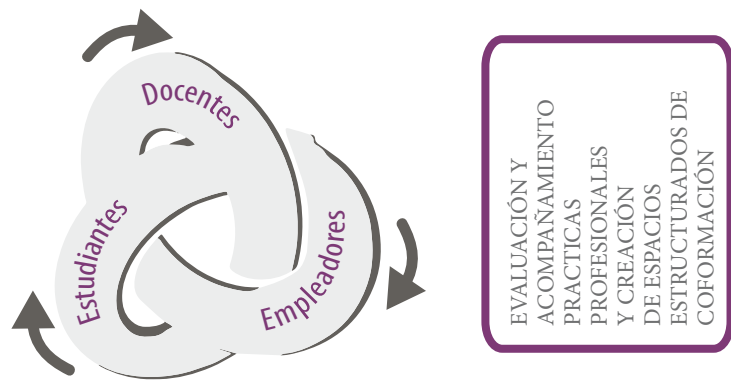 Docentes
Estudiantes
Empleadores
EVALUACIÓN Y
ACOMPAÑAMIENTO
PRACTICAS
PROFESIONALES
Y CREACIÓN
DE ESPACIOS
ESTRUCTURADOS DE
COFORMACIÓN